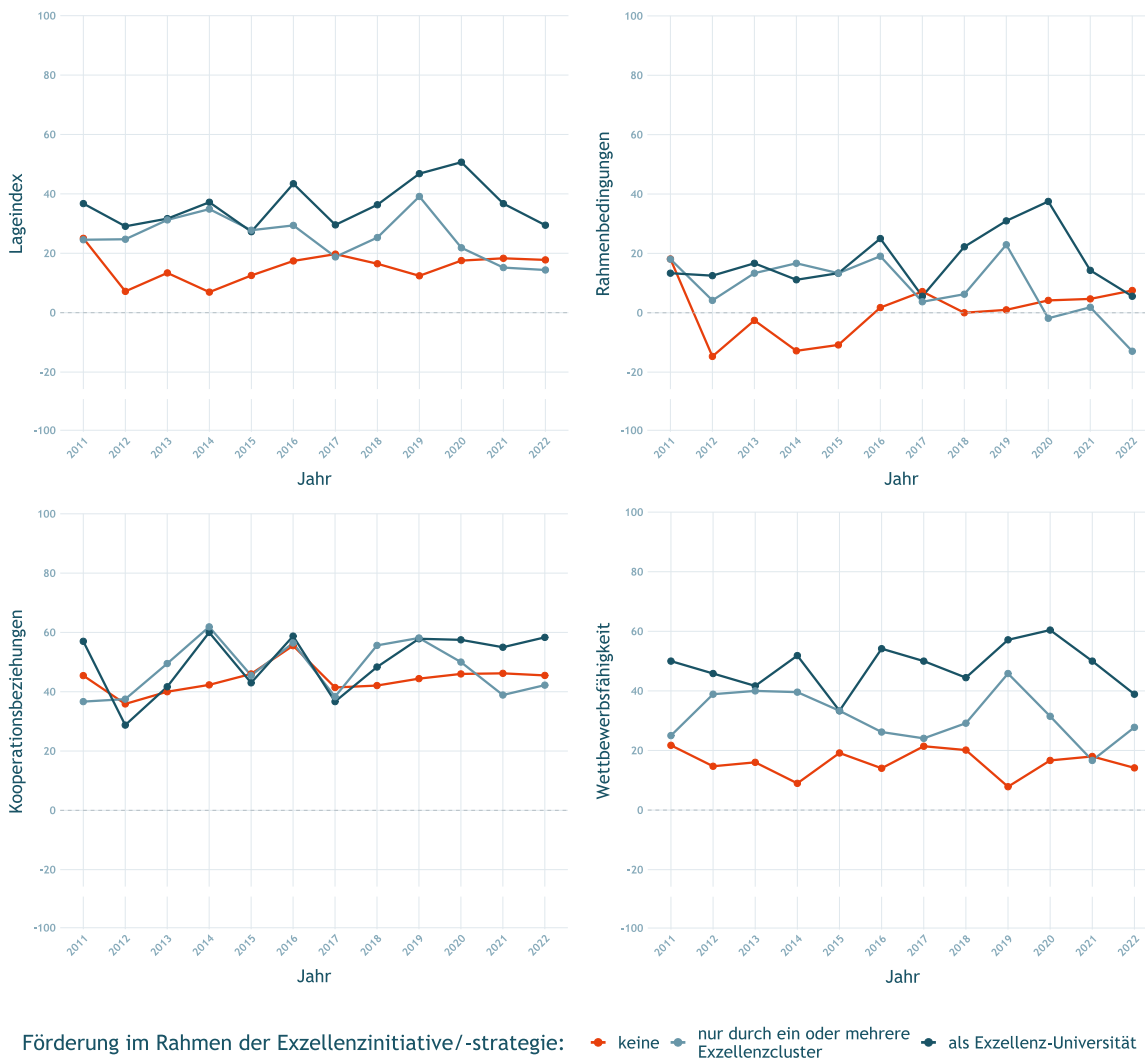 100
80
60
40
20
0
-20
-100
Lageindex
2011 2012 2013 2014 2015 2016 2017 2018 2019 2020 2021 2022
Jahr
100
80
60
40
20
0
-20
-100
Rahmenbedingungen
2011 2012 2013 2014 2015 2016 2017 2018 2019 2020 2021 2022
Jahr
100
80
60
40
20
0
-20
-100
Kooperationsbeziehungen
2011 2012 2013 2014 2015 2016 2017 2018 2019 2020 2021 2022
Jahr
100
80
60
40
20
0
-20
-100
Wettbewerbsfähigkeit
2011 2012 2013 2014 2015 2016 2017 2018 2019 2020 2021 2022
Jahr
Förderung im Rahmen der Exzellenzinitiative/-strategie:
keine
nur durch ein oder mehrere
Exzellenzcluster
als Exzellenz-Universität